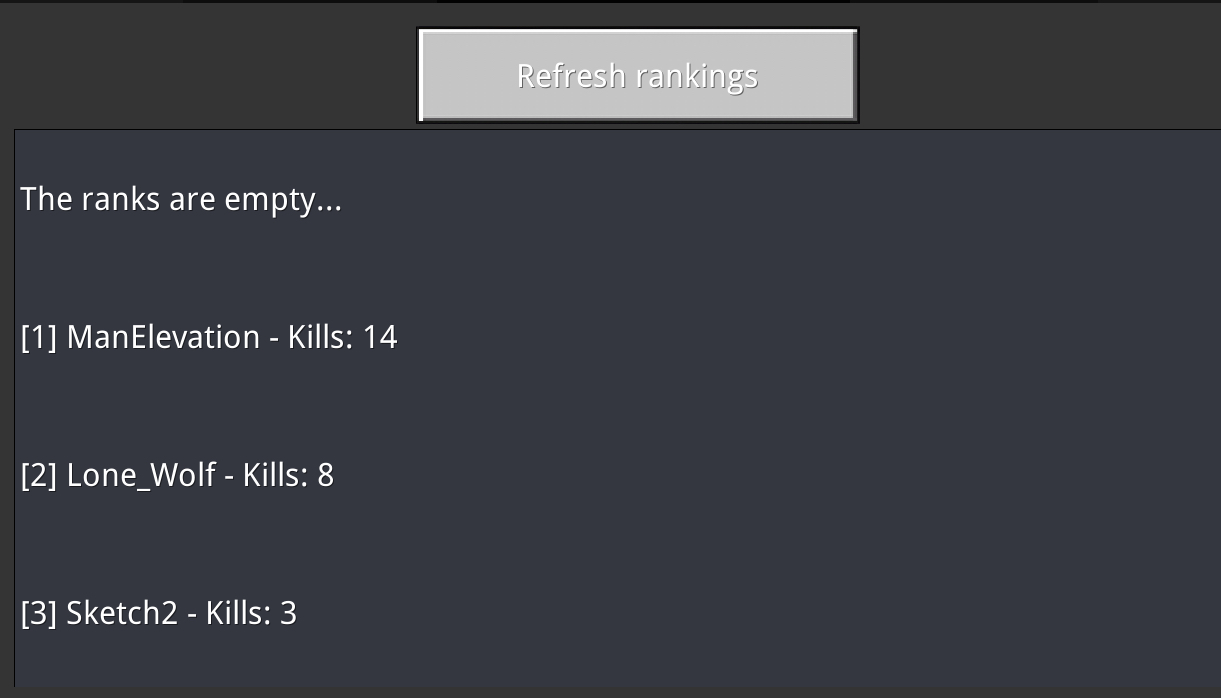 Refresh rankings
The ranks are empty...
[1] ManElevation - Kills: 14
[2] Lone_Wolf - Kills: 8
[3] Sketch2 - Kills: 3